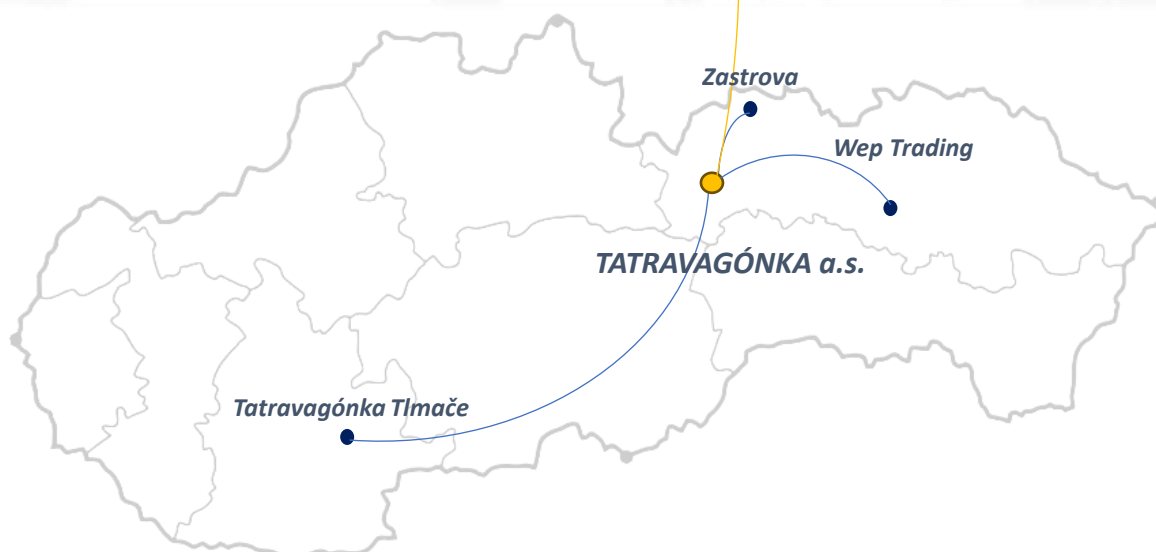 Zastrova
Wep Trading
TATRAVAGÓNKA a.s.
Tatravagónka Tlmače